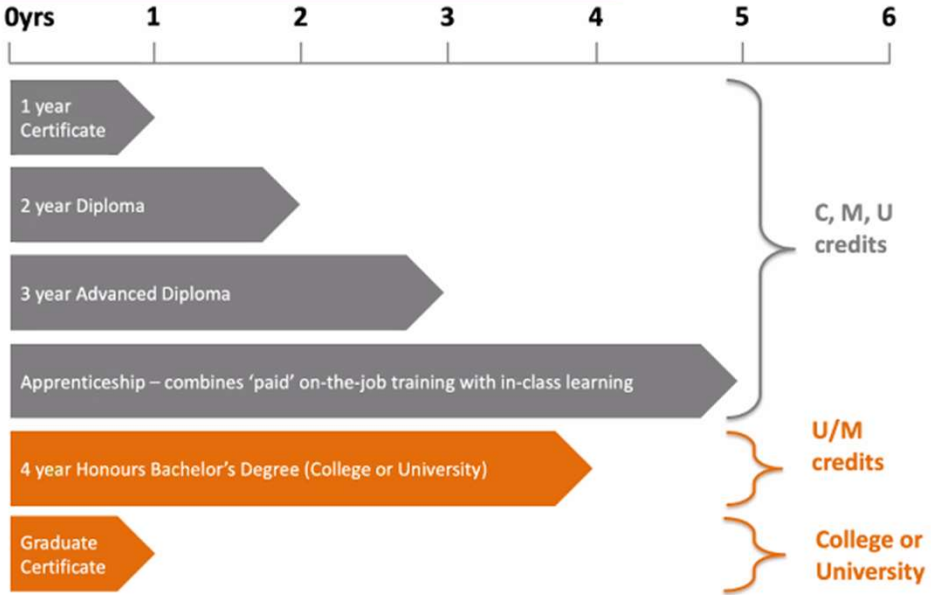 0yrs 1 2 3 4 5 6
1 year
Certificate
2 year Diploma
3 year Advanced Diploma
Apprenticeship – combines ‘paid’ on-the-job training with in-class learning
C, M, U
credits
4 year Honours Bachelor’s Degree (College or University)
U/M
credits
Graduate
Certificate
College or
University